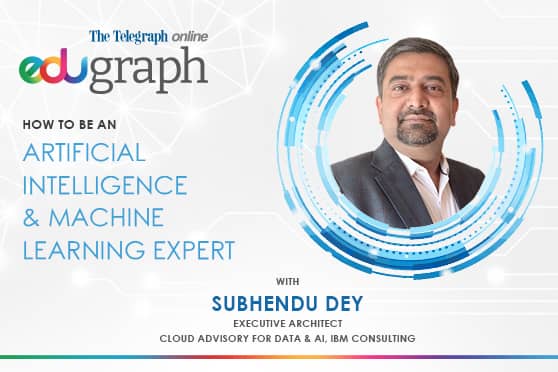 The Telegraph online
edugraph
HOW TO BE AN
ARTIFICIAL
INTELLIGENCE
& MACHINE
LEARNING EXPERT
WITH
SUBHENDU DEY
EXECUTIVE ARCHITECT
CLOUD ADVISORY FOR DATA & AI, IBM CONSULTING